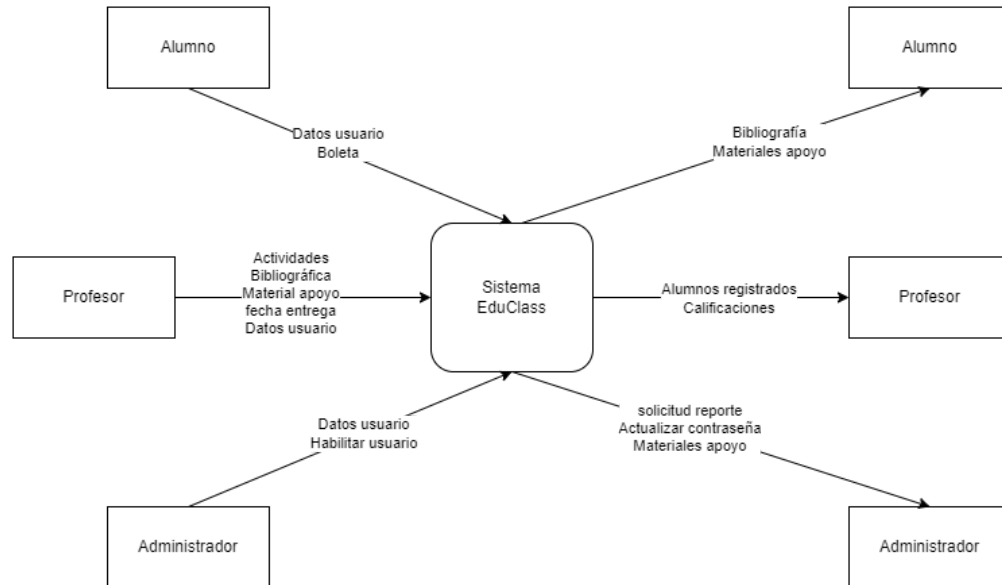 Alumno
Alumno
Datos usuario
Boleta
Bibliografía
Materiales apoyo
Profesor
Actividades
Bibliográfica
Material apoyo
fecha entrega
Datos usuario
Sistema
EduClass
Alumnos registrados
Calificaciones
Profesor
Datos usuario
Habilitar usuario
solicitud reporte
Actualizar contraseña
Materiales apoyo
Administrador
Administrador